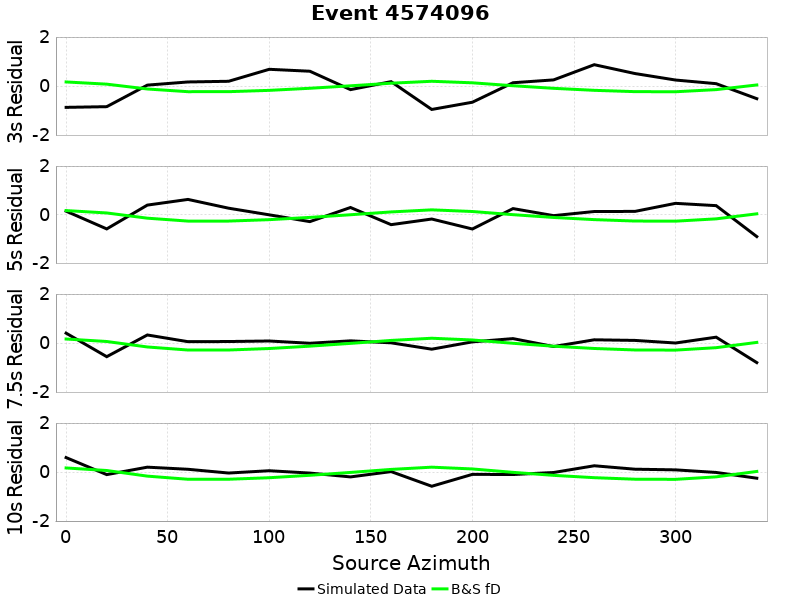 Event 4574096
3s Residual
2
0
-2
5s Residual
2
0
-2
7.5s Residual
2
0
-2
10s Residual
2
0
-2
0 50 100 150 200 250 300
Source Azimuth
Simulated Data B&S fD